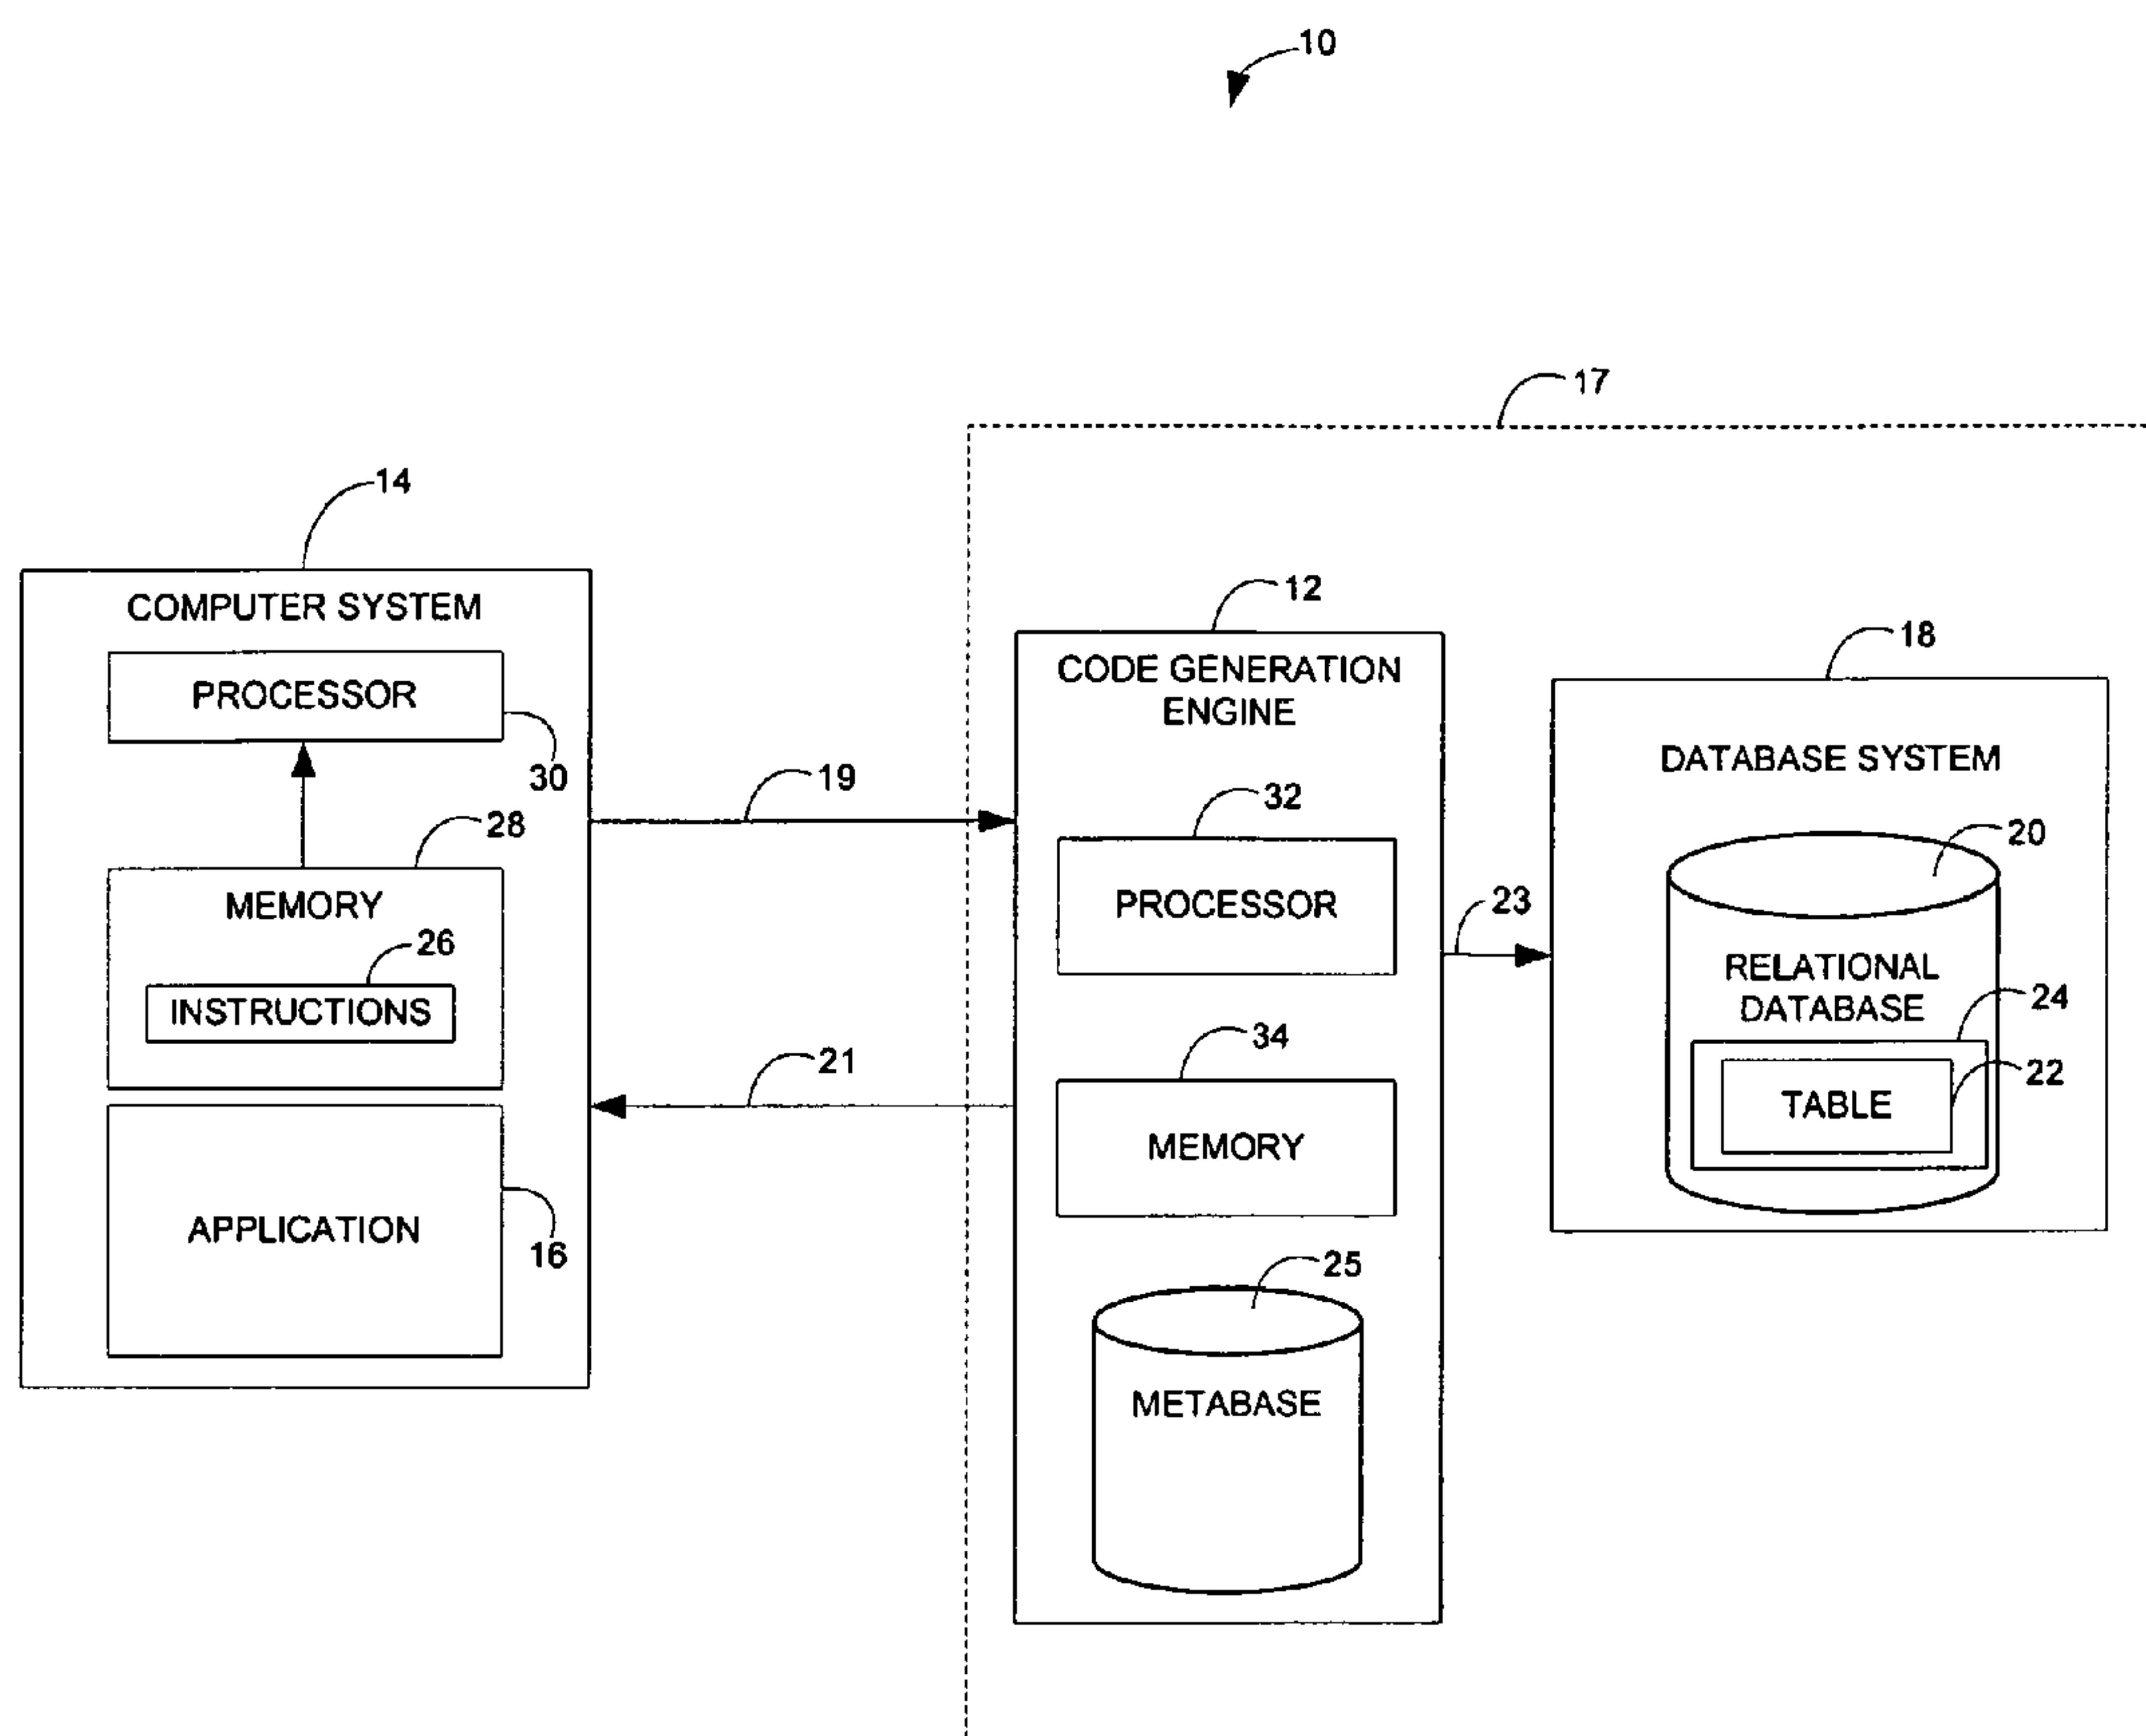 10
17
14
COMPUTER SYSTEM
PROCESSOR
30
28
MEMORY
26
INSTRUCTIONS
APPLICATION
16
19
21
12
CODE GENERATION
ENGINE
32
PROCESSOR
34
MEMORY
25
METABASE
23
18
DATABASE SYSTEM
20
RELATIONAL
DATABASE
24
22
TABLE